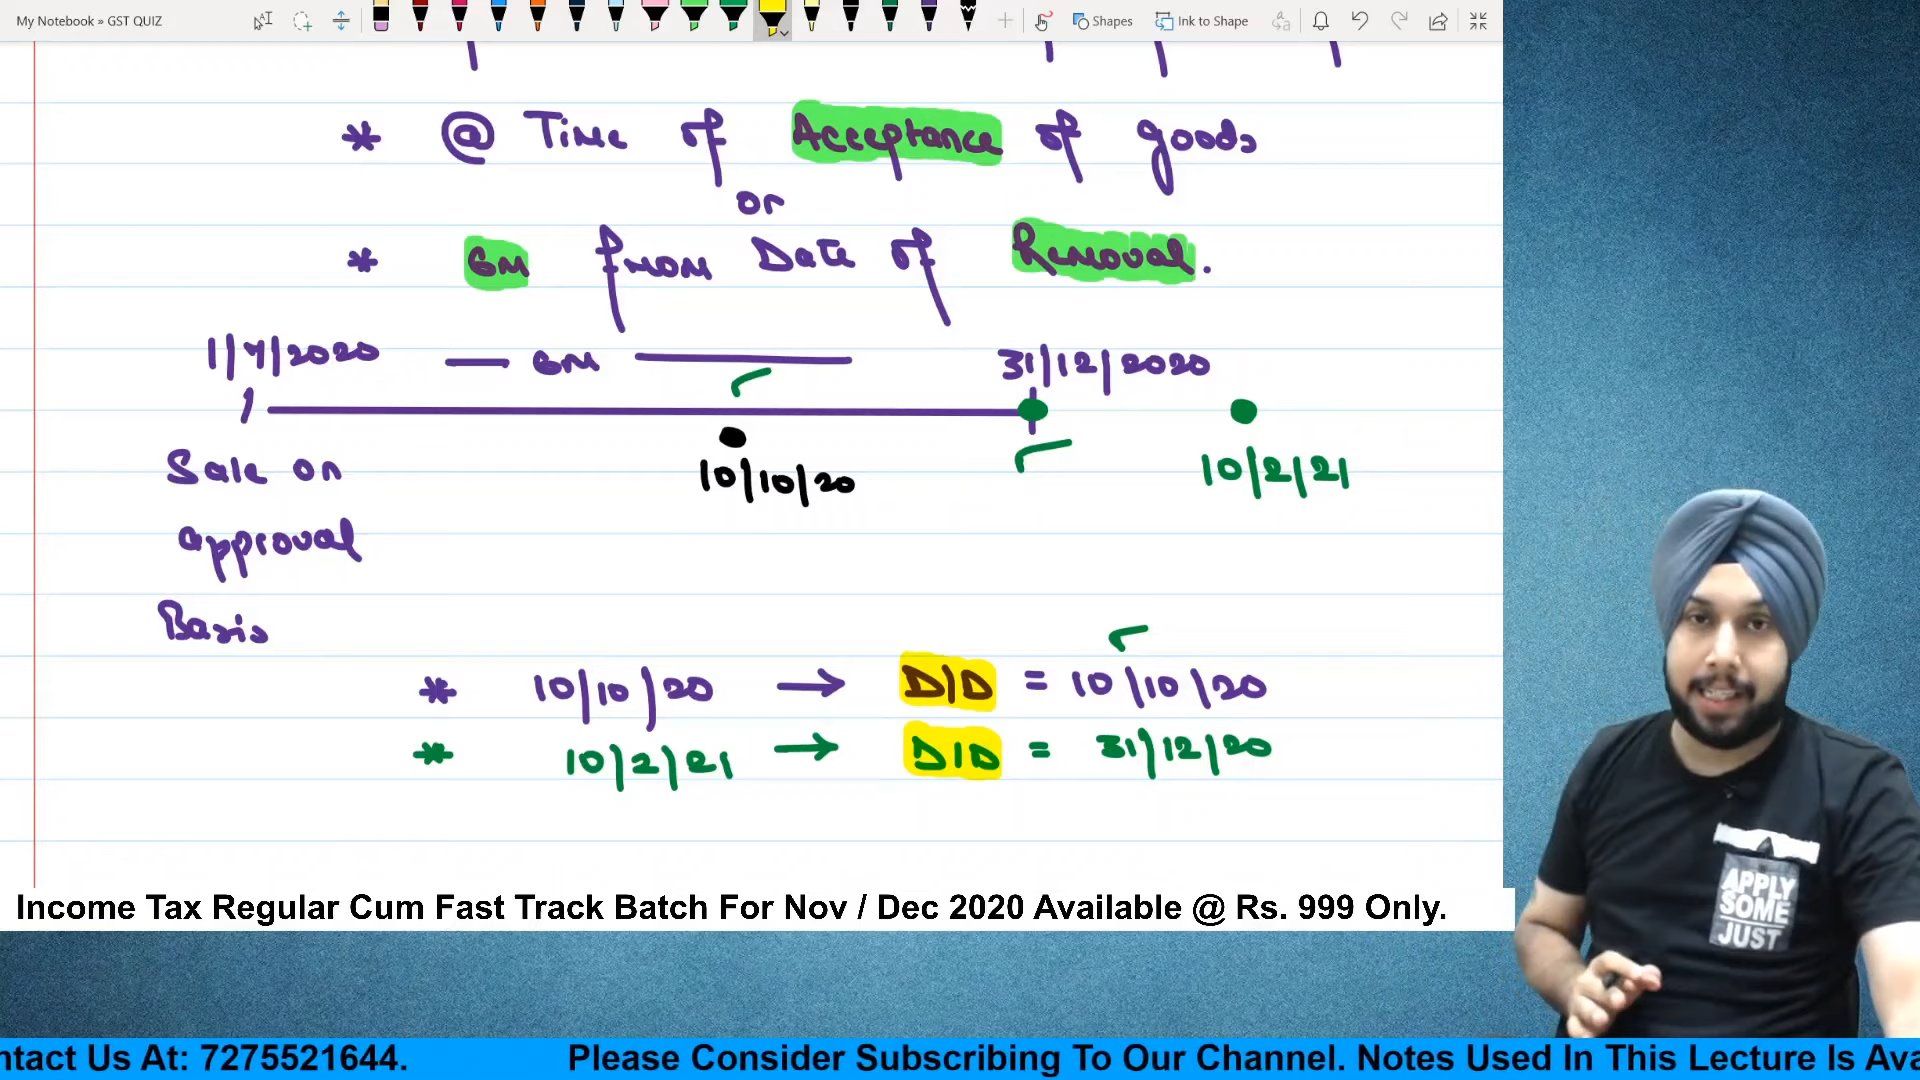 My Notebook » GST QUIZ
Shapes
Ink to Shape
* @ Time of Acceptance of goods
or
* 6M from Date of Removal.
1/7/2020 — 6M — 31/12/2020
10/10/20
10/2/21
Sale on
approval
Basis
* 10/10/20 → D/D = 10/10/20
* 10/2/21 → D/D = 31/12/20
APPLY
SOME
JUST
Income Tax Regular Cum Fast Track Batch For Nov / Dec 2020 Available @ Rs. 999 Only.
ntact Us At: 7275521644. Please Consider Subscribing To Our Channel. Notes Used In This Lecture Is Ava